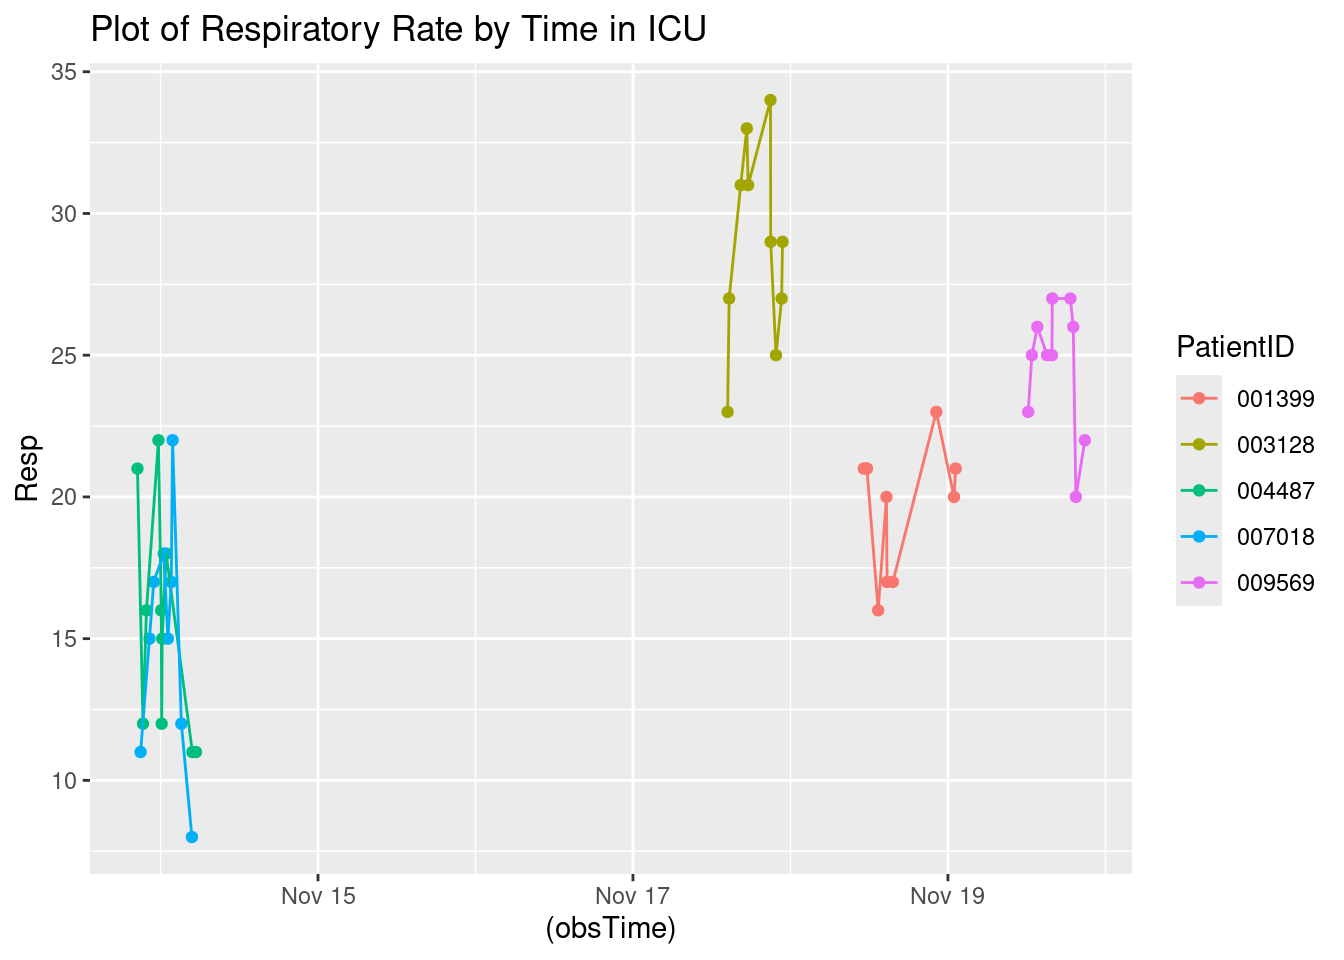 Plot of Respiratory Rate by Time in ICU
35
30
25
20
15
10
Resp
Nov 15
Nov 17
Nov 19
(obsTime)
PatientID
001399
003128
004487
007018
009569